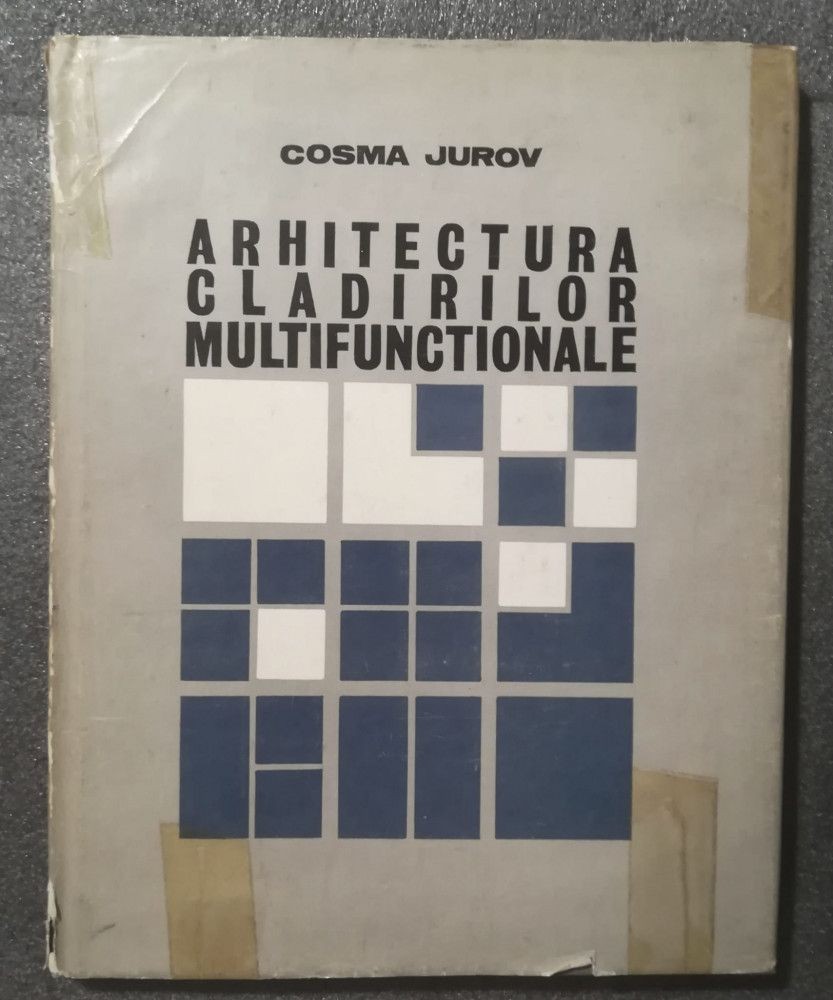 COSMA JUROV
ARHITECTURA
CLADIRILOR
MULTIFUNCTIONALE